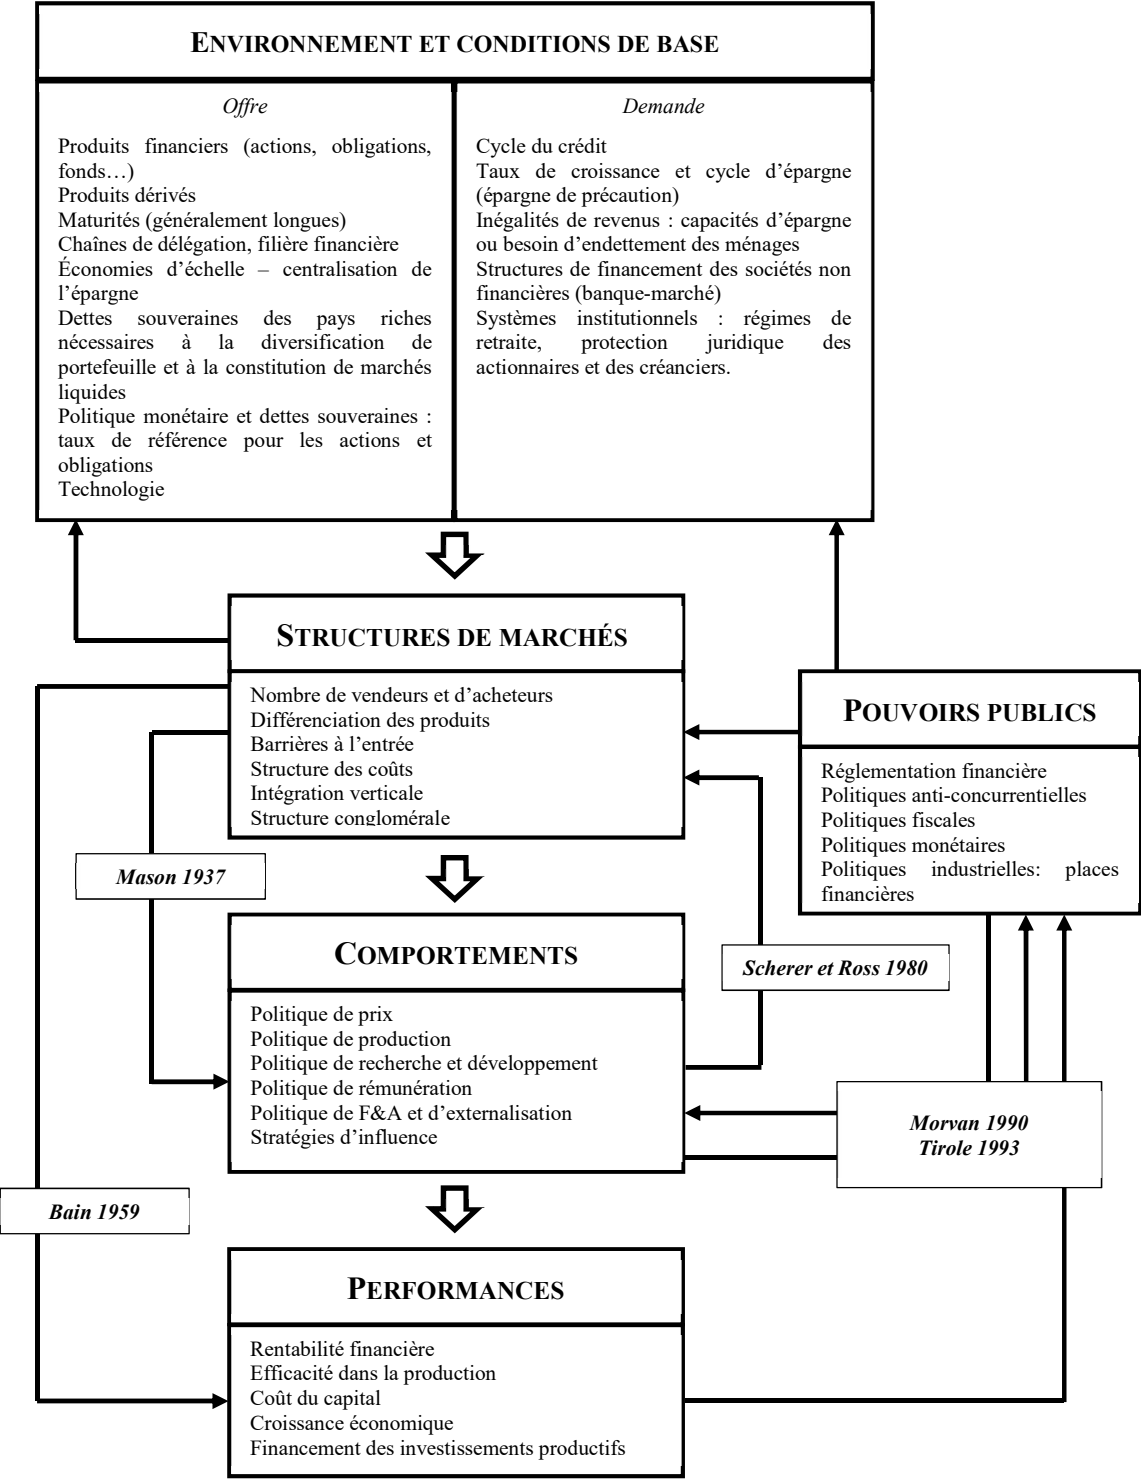 ENVIRONNEMENT ET CONDITIONS DE BASE
Offre
Produits financiers (actions, obligations,
fonds…)
Produits dérivés
Maturités (généralement longues)
Chaînes de délégation, filière financière
Économies d’échelle – centralisation de
l’épargne
Dettes souveraines des pays riches
nécessaires à la diversification de
portefeuille et à la constitution de marchés
liquides
Politique monétaire et dettes souveraines :
taux de référence pour les actions et
obligations
Technologie
Demande
Cycle du crédit
Taux de croissance et cycle d’épargne
(épargne de précaution)
Inégalités de revenus : capacités d’épargne
ou besoin d’endettement des ménages
Structures de financement des sociétés non
financières (banque-marché)
Systèmes institutionnels : régimes de
retraite, protection juridique des
actionnaires et des créanciers.
STRUCTURES DE MARCHÉS
Nombre de vendeurs et d’acheteurs
Différenciation des produits
Barrières à l’entrée
Structure des coûts
Intégration verticale
Structure conglomérale
POUVOIRS PUBLICS
Réglementation financière
Politiques anti-concurrentielles
Politiques fiscales
Politiques monétaires
Politiques industrielles: places
financières
Mason 1937
COMPORTEMENTS
Politique de prix
Politique de production
Politique de recherche et développement
Politique de rémunération
Politique de F&A et d’externalisation
Stratégies d’influence
Scherer et Ross 1980
Morvan 1990
Tirole 1993
Bain 1959
PERFORMANCES
Rentabilité financière
Efficacité dans la production
Coût du capital
Croissance économique
Financement des investissements productifs